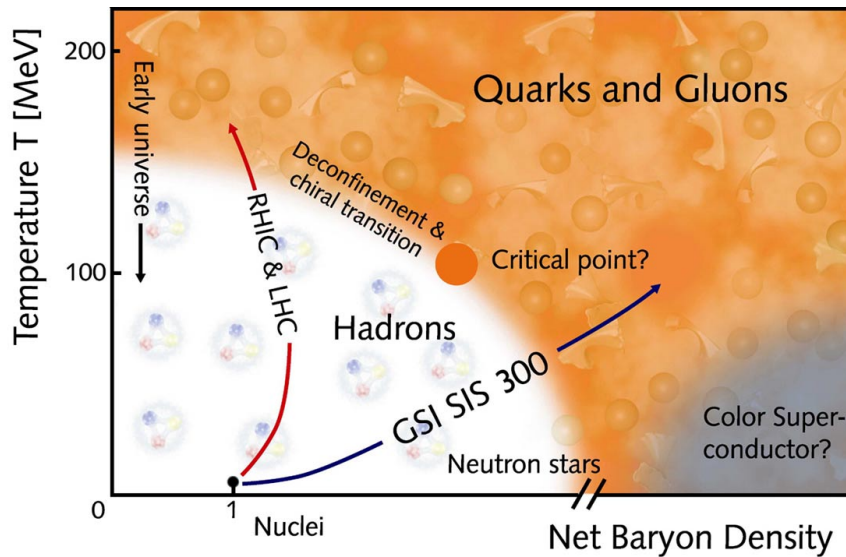 200
Temperature T [MeV]
Early universe
Quarks and Gluons
Deconfinement &
chiral transition
RHIC & LHC
100
Critical point?
Hadrons
GSI SIS 300
Color Super-
conductor?
Neutron stars
0
0
1
Nuclei
Net Baryon Density